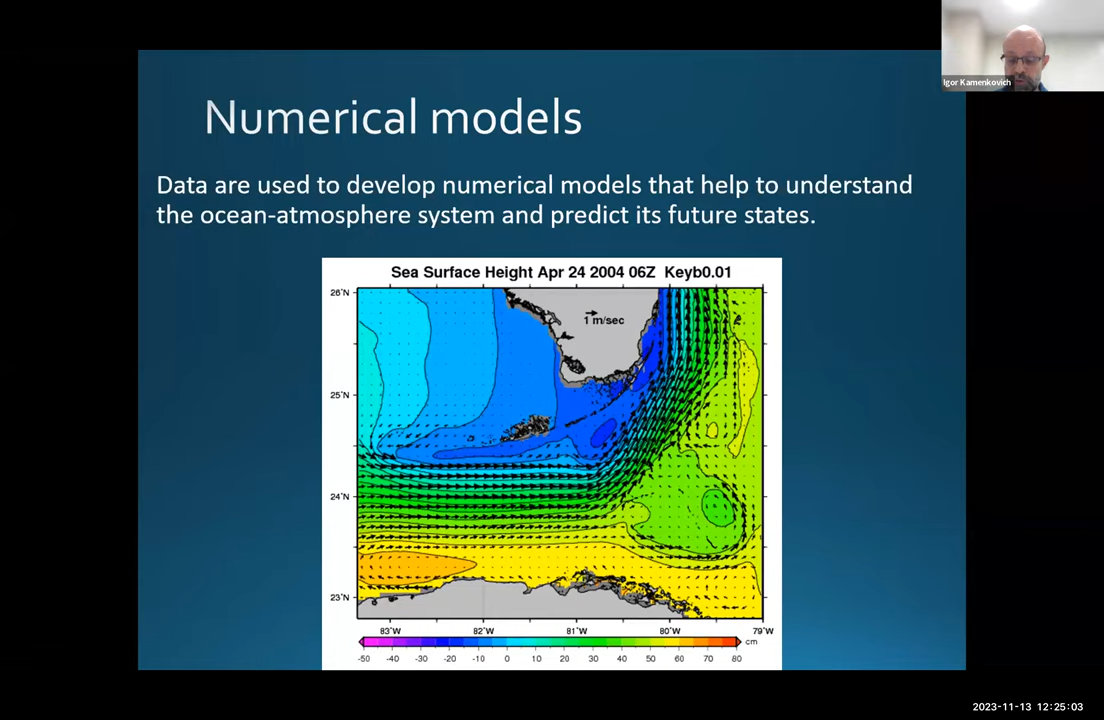 Igor Kamenkovich
Numerical models
Data are used to develop numerical models that help to understand
the ocean-atmosphere system and predict its future states.
Sea Surface Height Apr 24 2004 06Z Keyb0.01
26°N
1 m/sec
25°N
24°N
23°N
83°W 82°W 81°W 80°W 79°W
cm
-50 -40 -30 -20 -10 0 10 20 30 40 50 60 70 80
2023-11-13 12:25:03